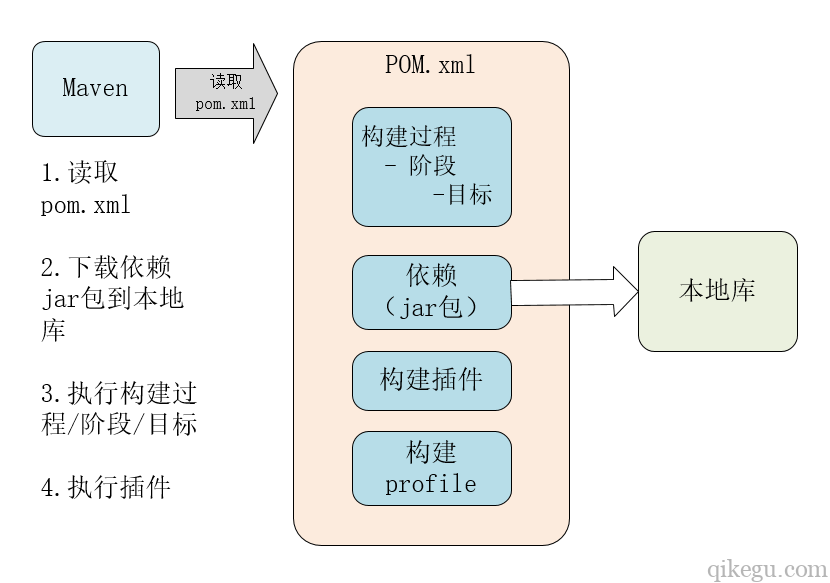 Maven
读取
pom.xml
1.读取
pom.xml
2.下载依赖
jar包到本地
库
3.执行构建过
程/阶段/目标
4.执行插件
POM.xml
构建过程
- 阶段
-目标
依赖
（jar包）
构建插件
构建
profile
本地库
qikegu.com